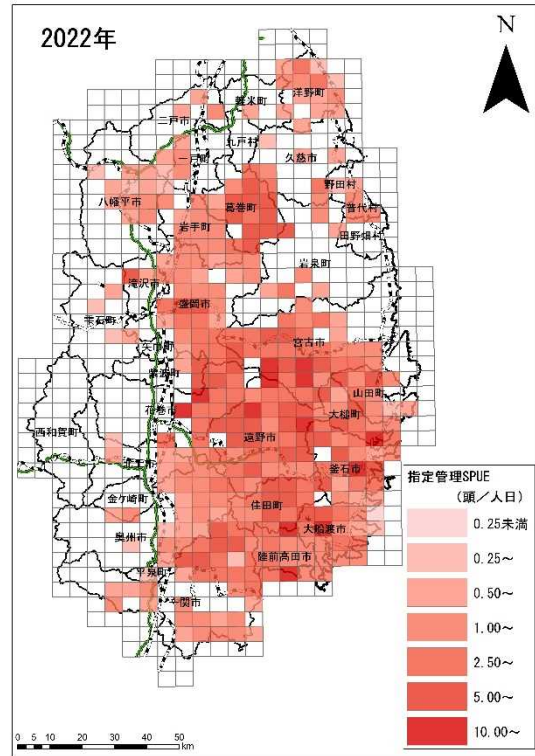 2022年
N
洋野町
軽米町
二戸市
九戸村
一戸町
久慈市
野田村
八幡平市
葛巻町
普代村
岩手町
田野畑村
岩泉町
滝沢市
盛岡市
雫石町
宮古市
矢巾町
紫波町
山田町
花巻市
大槌町
西和賀町
遠野市
北上市
釜石市
金ケ崎町
住田町
奥州市
大船渡市
陸前高田市
平泉町
一関市
指定管理SPUE
(頭/人日)
0.25未満
0.25~
0.50~
1.00~
2.50~
5.00~
10.00~
0 5 10 20 30 40 50
km